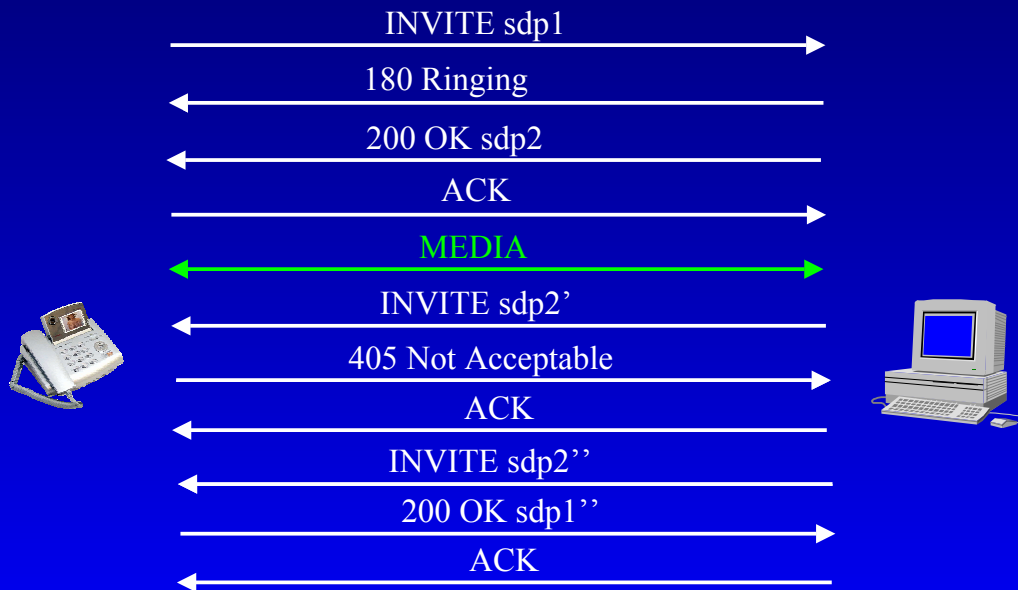 INVITE sdp1
180 Ringing
200 OK sdp2
ACK
MEDIA
INVITE sdp2’
405 Not Acceptable
ACK
INVITE sdp2’’
200 OK sdp1’’
ACK